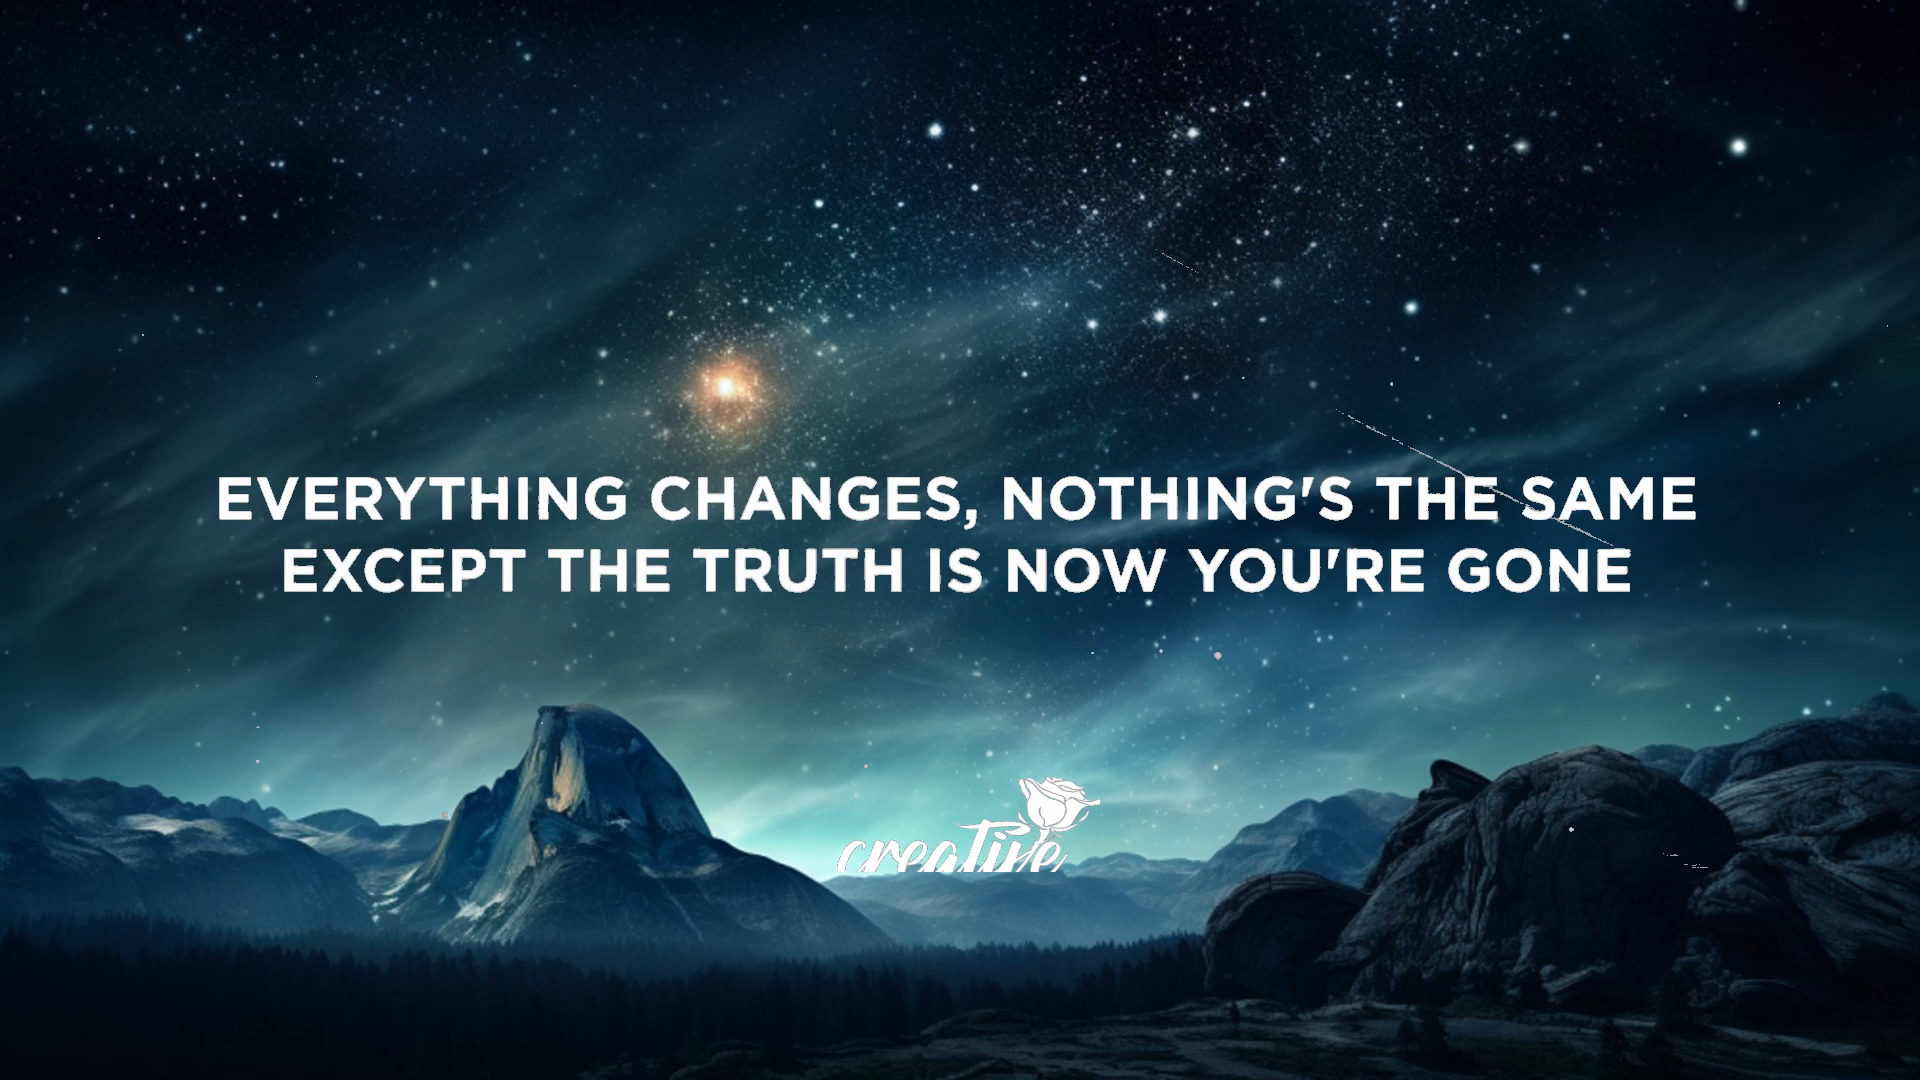 EVERYTHING CHANGES, NOTHING'S THE SAME
EXCEPT THE TRUTH IS NOW YOU'RE GONE
creative